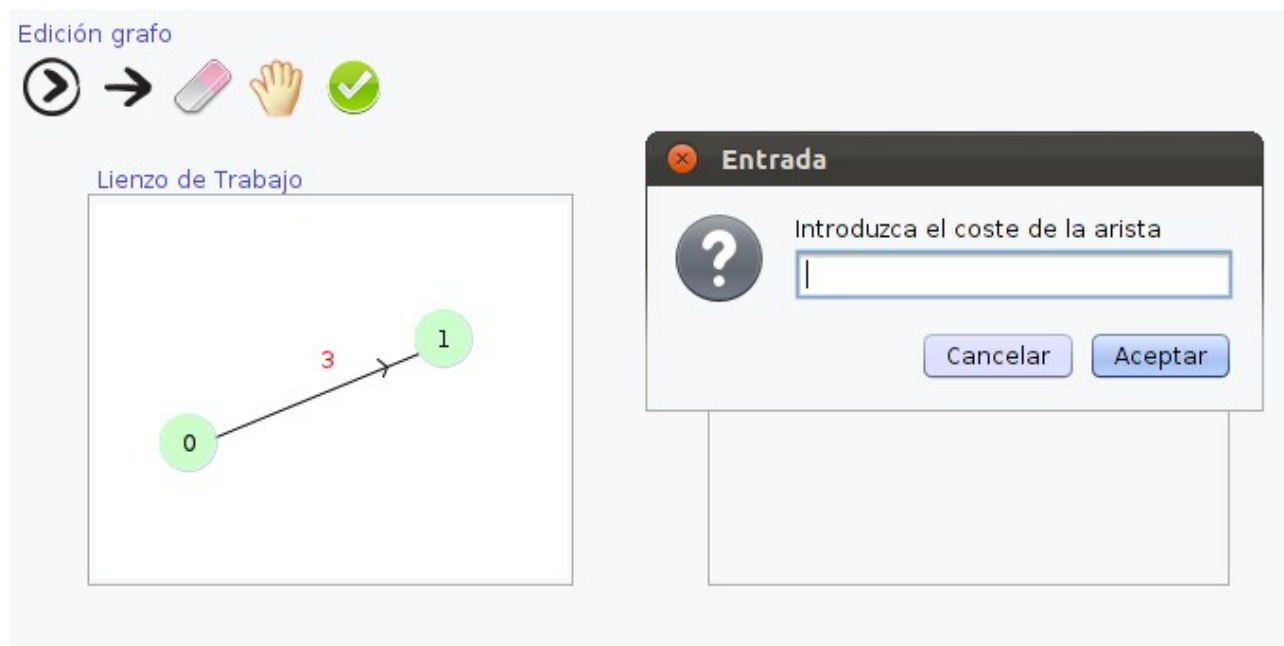 Edición grafo
Lienzo de Trabajo
3
1
0
Entrada
Introduzca el coste de la arista
Cancelar
Aceptar